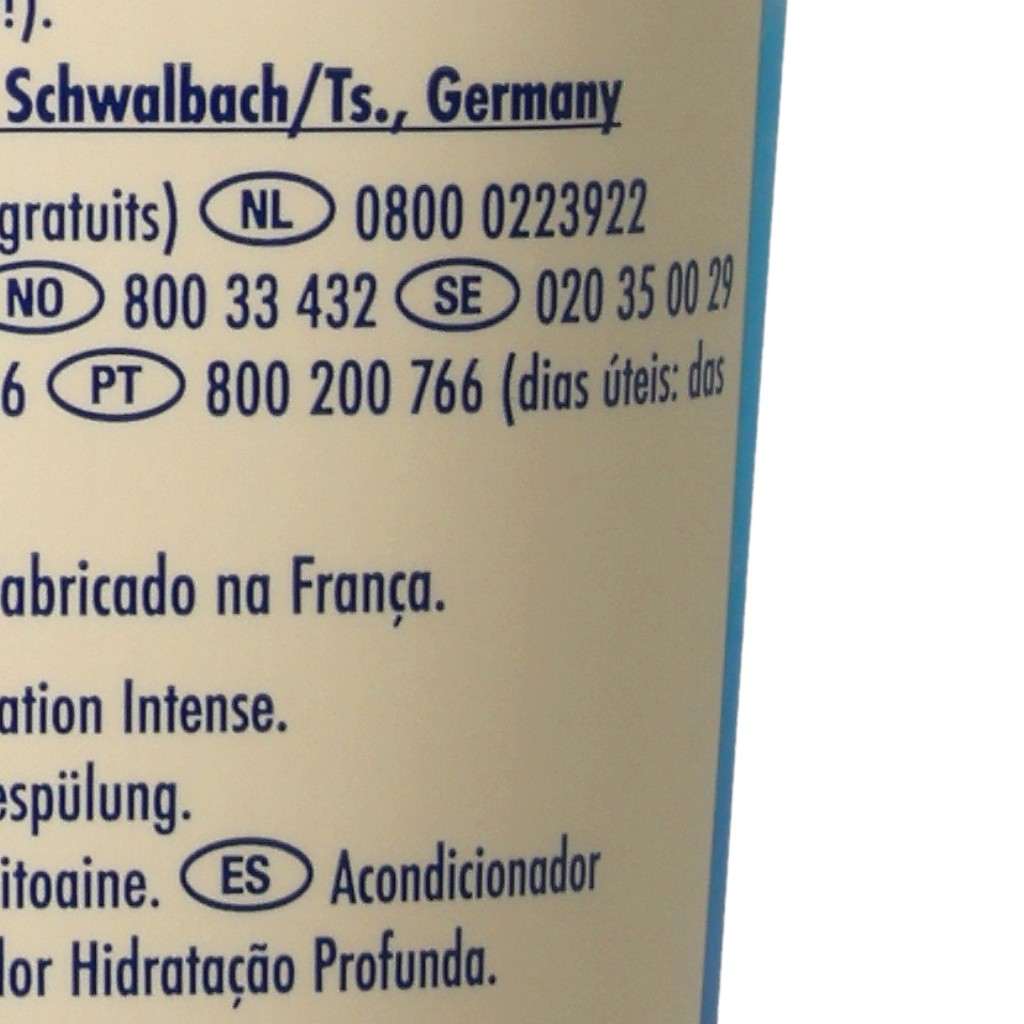 !).
Schwalbach/Ts., Germany
gratuits) NL 0800 0223922
NO 800 33 432 SE 020 35 00 29
6 PT 800 200 766 (dias úteis: das
abricado na França.
ation Intense.
espülung.
itoaine. ES Acondicionador
dor Hidratação Profunda.